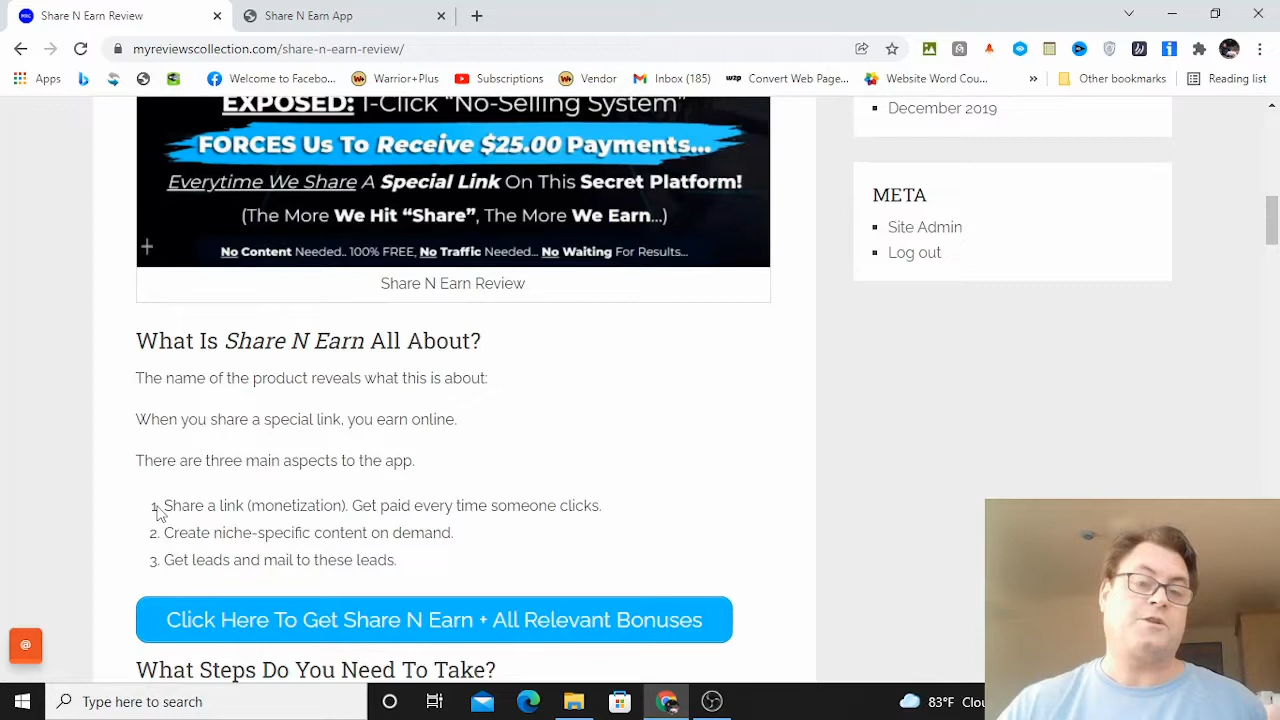 Share N Earn Review
Share N Earn App
myreviewscollection.com/share-n-earn-review/
Apps
Welcome to Facebo...
Warrior+Plus
Subscriptions
Vendor
Inbox (185)
Convert Web Page...
Website Word Cou...
»
Other bookmarks
Reading list
EXPOSED: 1-Click "No-Selling System"
FORCES Us To Receive $25.00 Payments...
Everytime We Share A Special Link On This Secret Platform!
(The More We Hit "Share", The More We Earn...)
No Content Needed.. 100% FREE, No Traffic Needed... No Waiting For Results...
Share N Earn Review
What Is Share N Earn All About?
The name of the product reveals what this is about:
When you share a special link, you earn online.
There are three main aspects to the app.
1. Share a link (monetization). Get paid every time someone clicks.
2. Create niche-specific content on demand.
3. Get leads and mail to these leads.
Click Here To Get Share N Earn + All Relevant Bonuses
What Steps Do You Need To Take?
December 2019
META
Site Admin
Log out
@
Type here to search
83°F